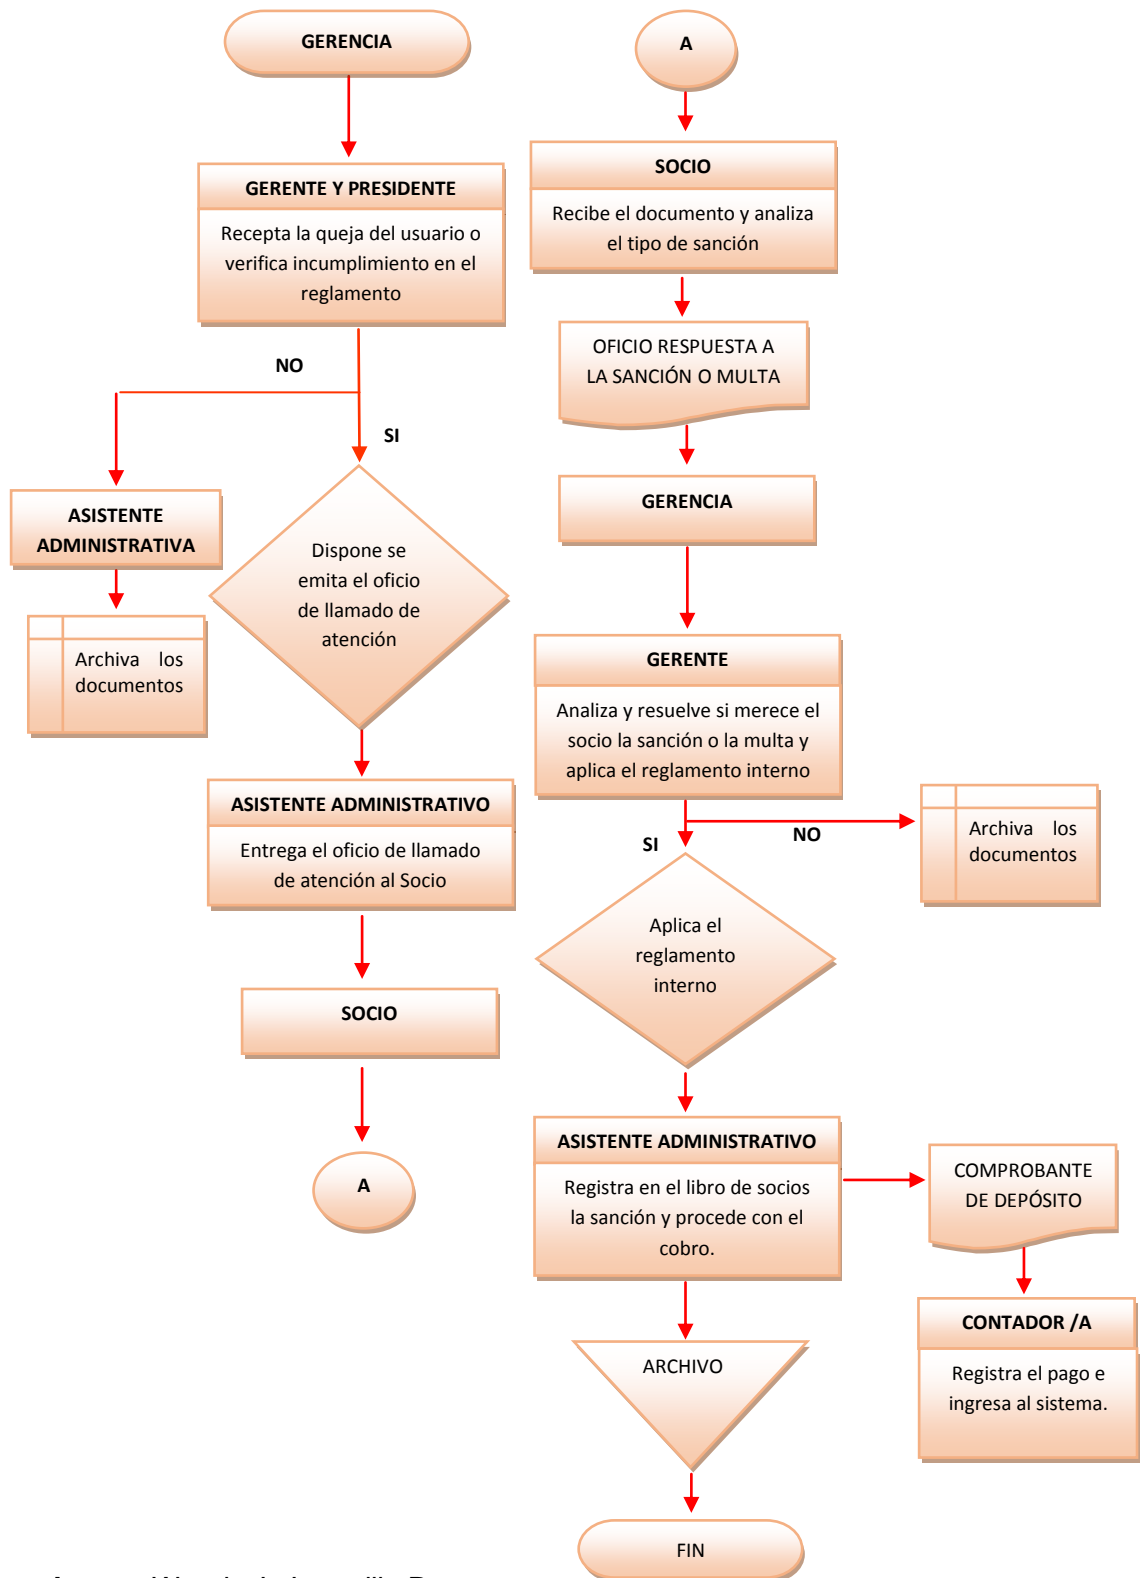 GERENCIA
GERENTE Y PRESIDENTE
Recepta la queja del usuario o
verifica incumplimiento en el
reglamento
NO
SI
ASISTENTE
ADMINISTRATIVA
Archiva los
documentos
Dispone se
emita el oficio
de llamado de
atención
ASISTENTE ADMINISTRATIVO
Entrega el oficio de llamado
de atención al Socio
SOCIO
A
A
SOCIO
Recibe el documento y analiza
el tipo de sanción
OFICIO RESPUESTA A
LA SANCIÓN O MULTA
GERENCIA
GERENTE
Analiza y resuelve si merece el
socio la sanción o la multa y
aplica el reglamento interno
SI
NO
Archiva los
documentos
Aplica el
reglamento
interno
ASISTENTE ADMINISTRATIVO
Registra en el libro de socios
la sanción y procede con el
cobro.
COMPROBANTE
DE DEPÓSITO
CONTADOR /A
Registra el pago e
ingresa al sistema.
ARCHIVO
FIN